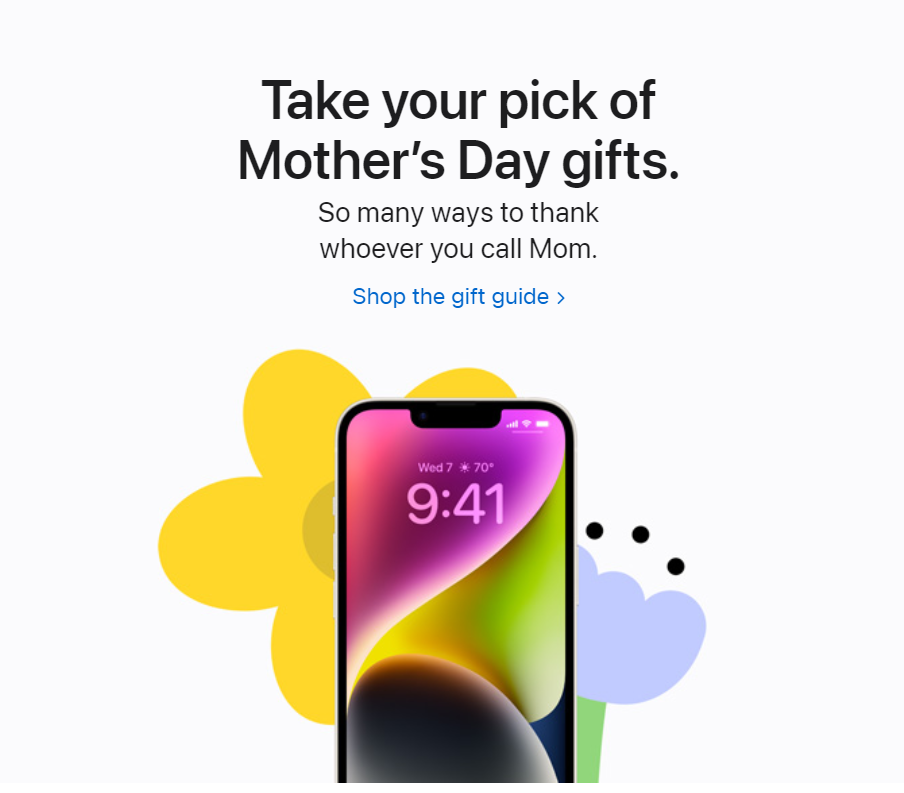 Take your pick of
Mother’s Day gifts.
So many ways to thank
whoever you call Mom.
Shop the gift guide >
Wed 7 70°
9:41